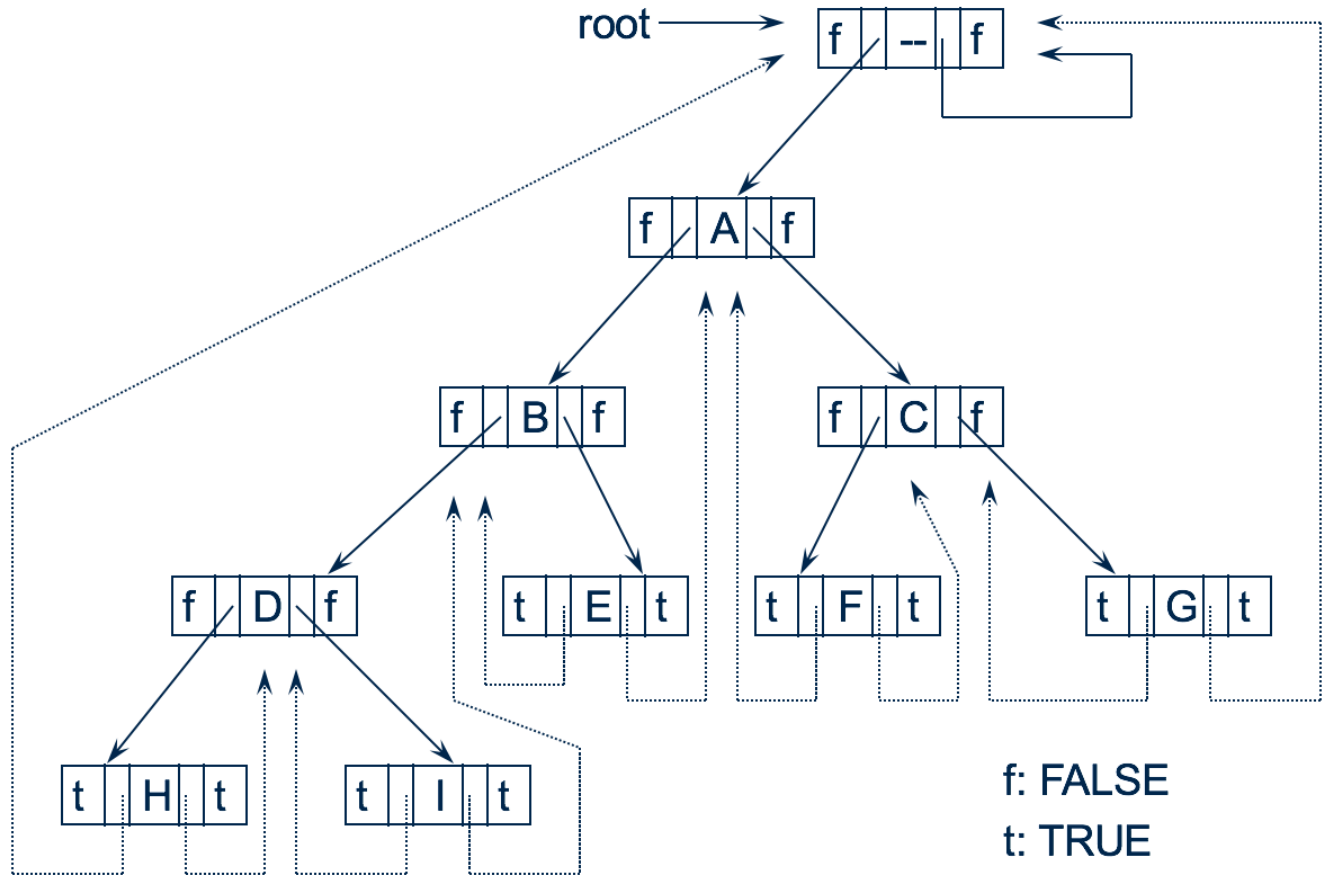 root
f -- f
f A f
f B f
f C f
f D f
t E t
t F t
t G t
t H t
t I t
f: FALSE
t: TRUE